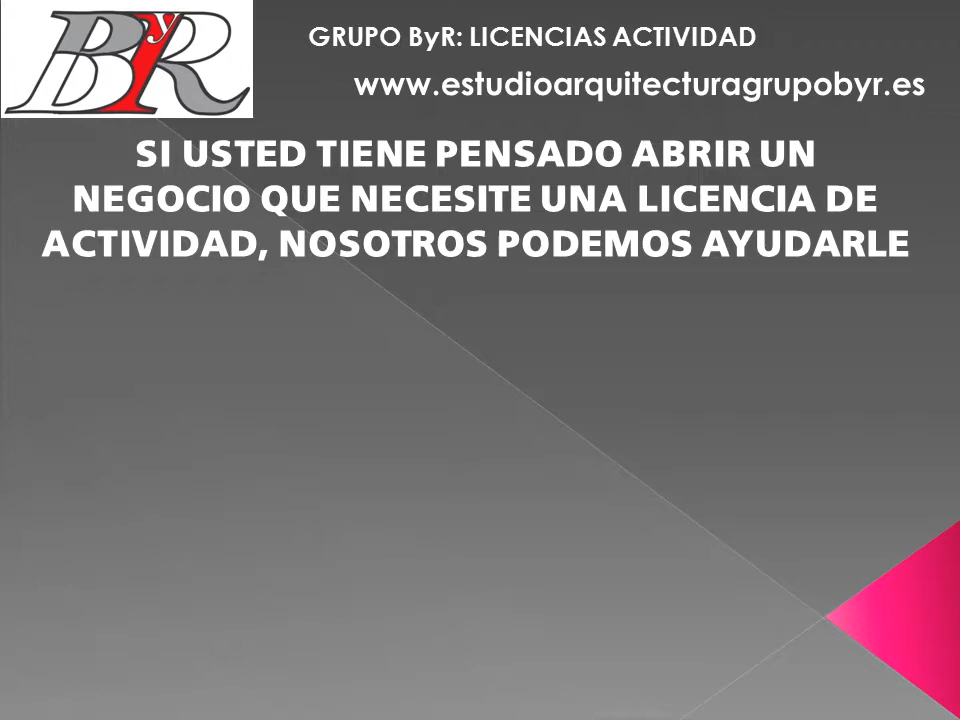 ByR
GRUPO ByR: LICENCIAS ACTIVIDAD
www.estudioarquitecturagrupobyr.es
SI USTED TIENE PENSADO ABRIR UN
NEGOCIO QUE NECESITE UNA LICENCIA DE
ACTIVIDAD, NOSOTROS PODEMOS AYUDARLE